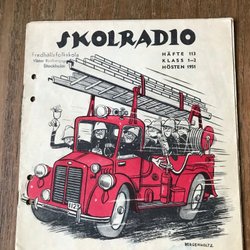 SKOLRADIO
Fredhällsfolkskola
Stockholm
HÄFTE 113
KLASS 1-3
HÖSTEN 1951
BERGENHOLTZ